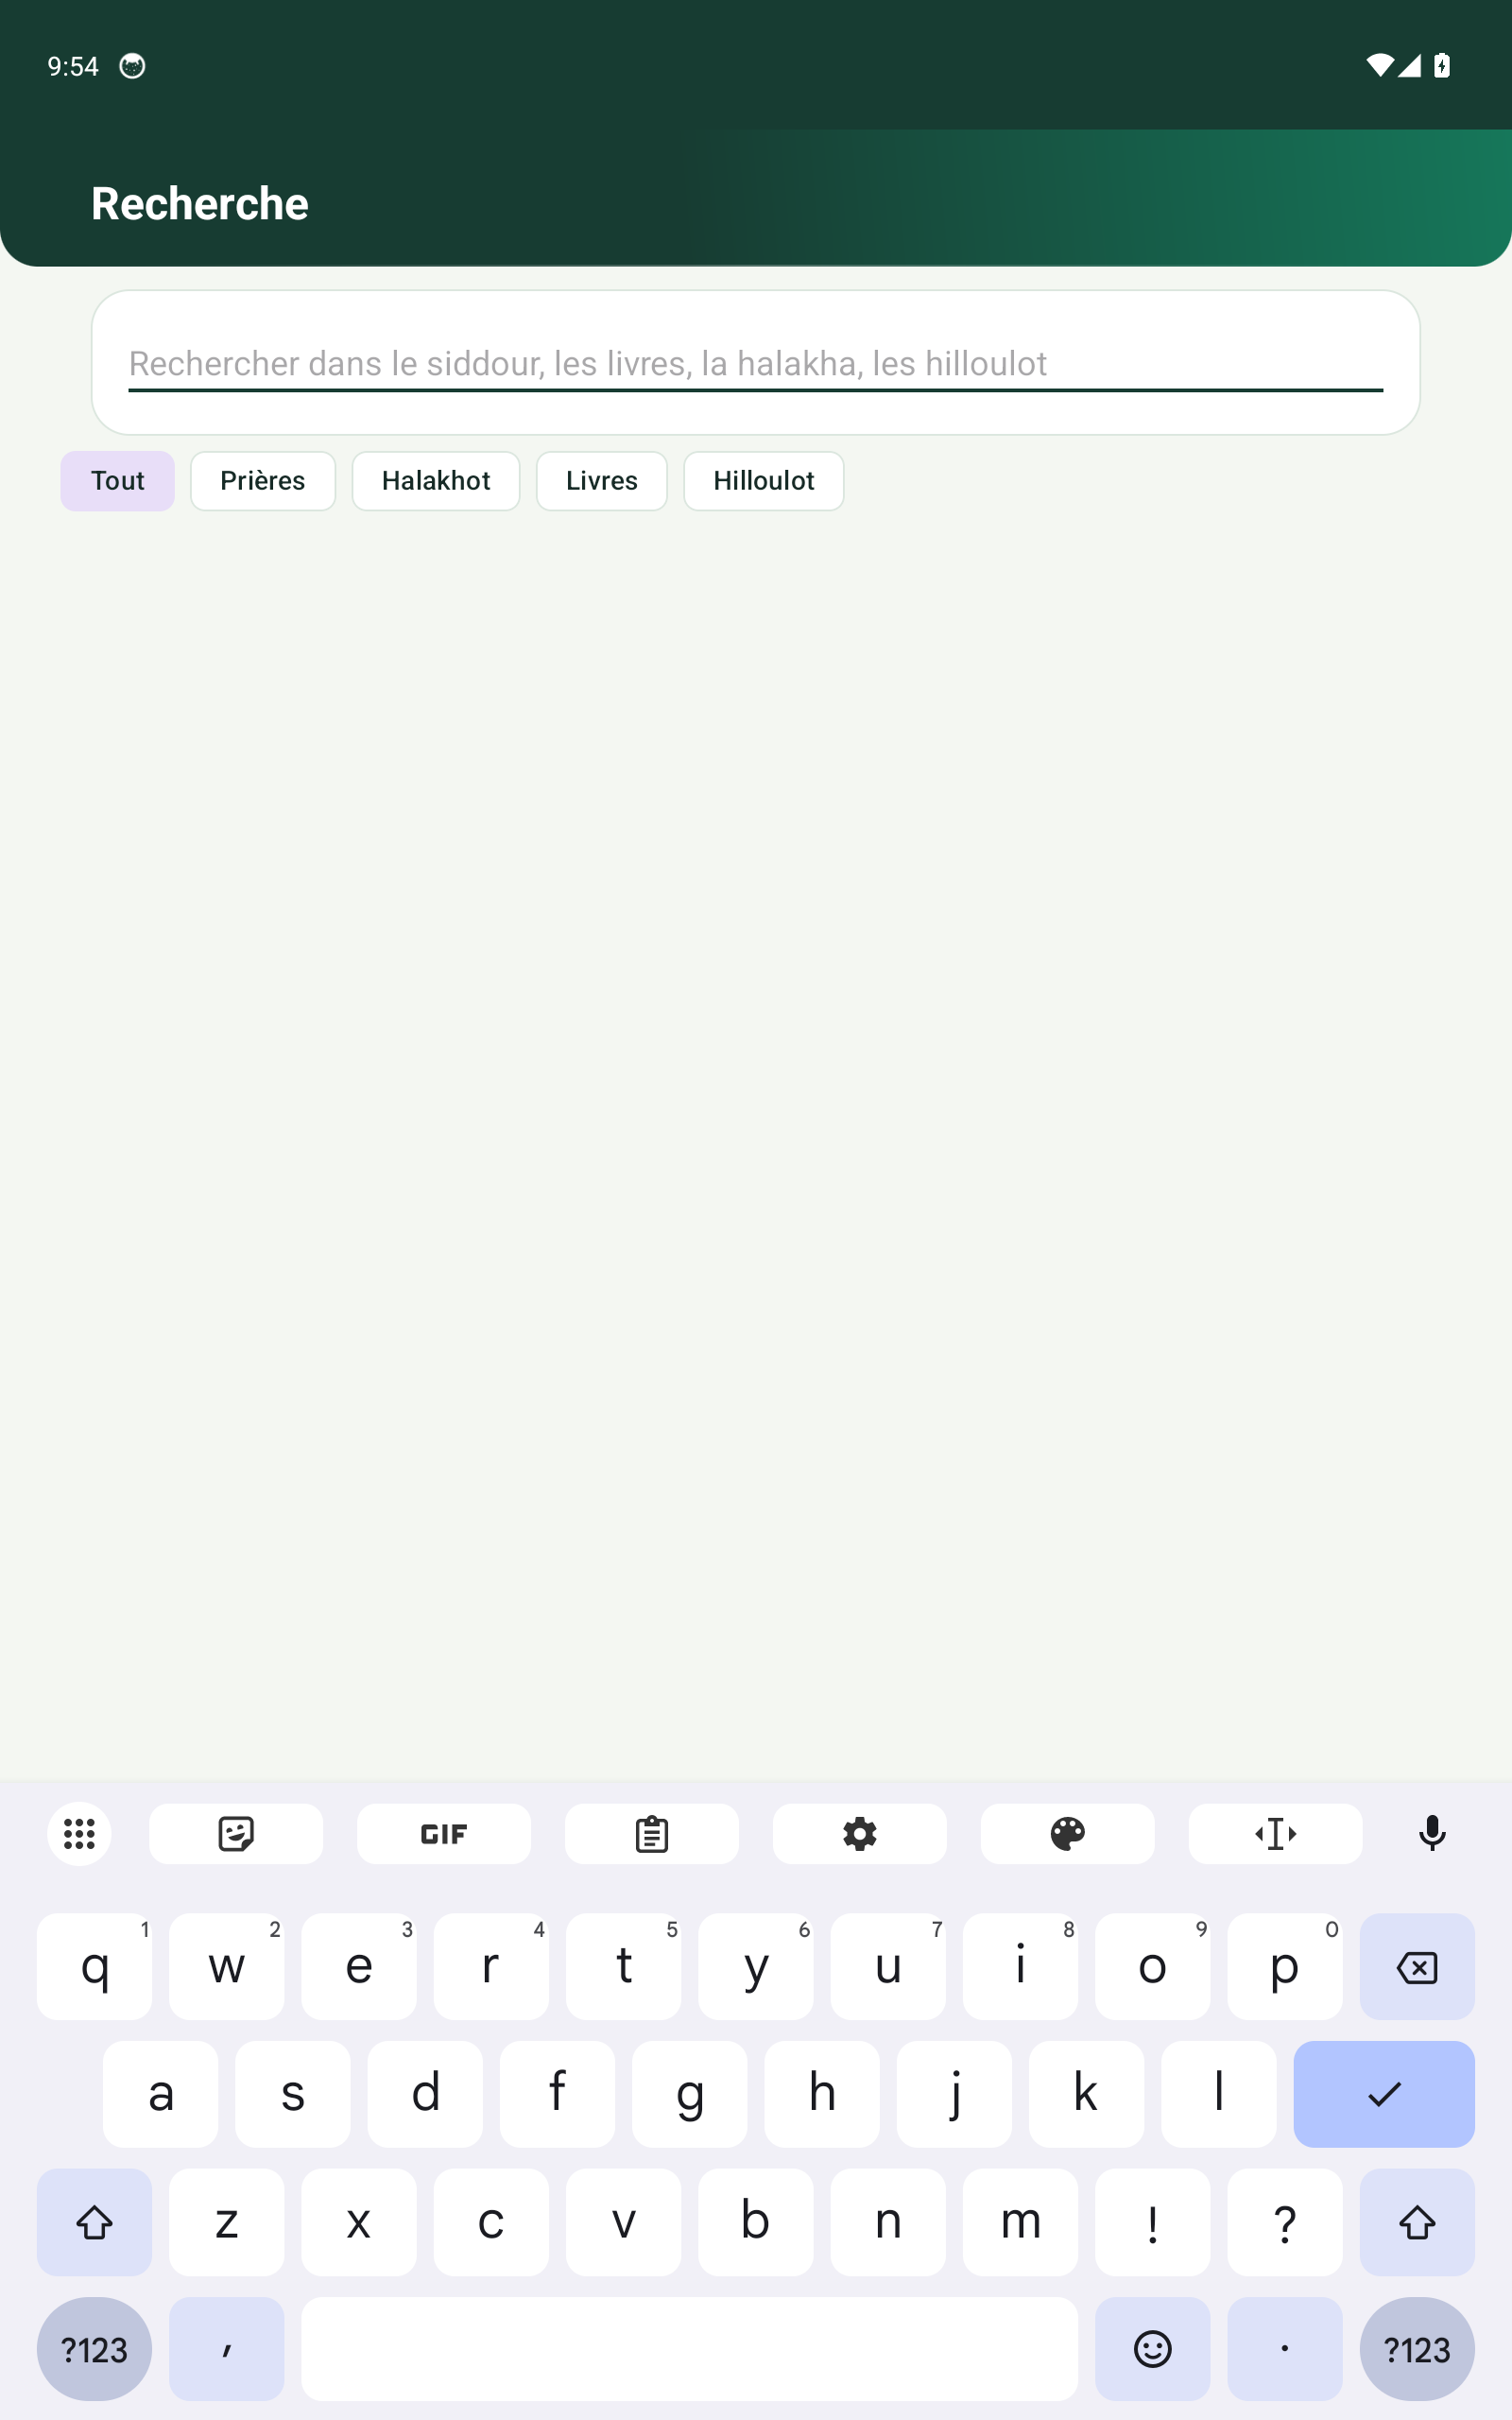 9:54
Recherche
Rechercher dans le siddour, les livres, la halakha, les hilloulot
Tout Prières Halakhot Livres Hilloulot
GIF
1 2 3 4 5 6 7 8 9 0
q w e r t y u i o p
a s d f g h j k l
z x c v b n m ! ?
?123 , . ?123